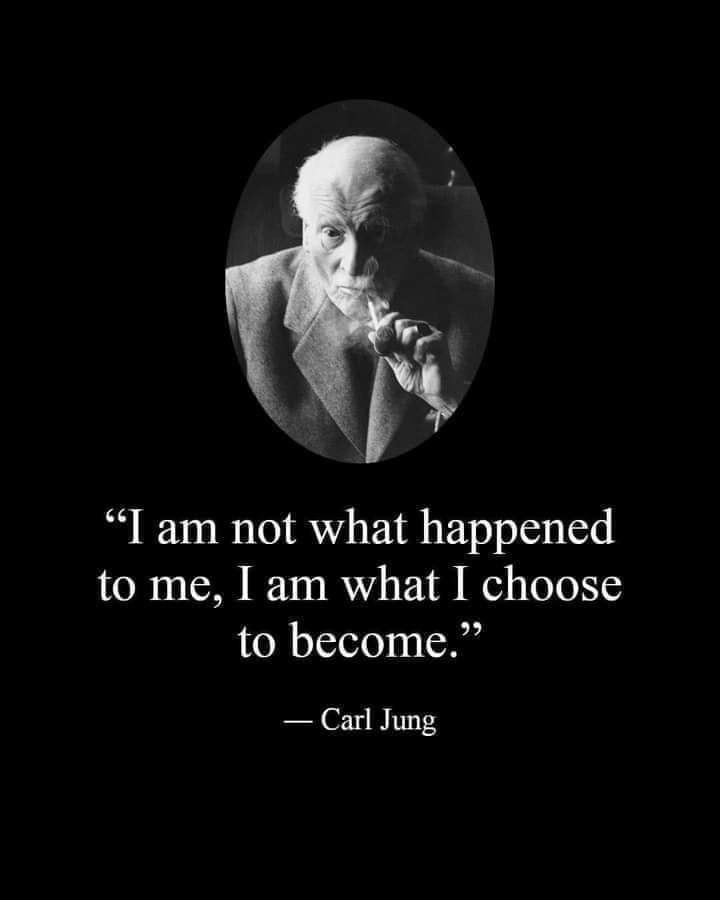 “I am not what happened
to me, I am what I choose
to become.”
— Carl Jung